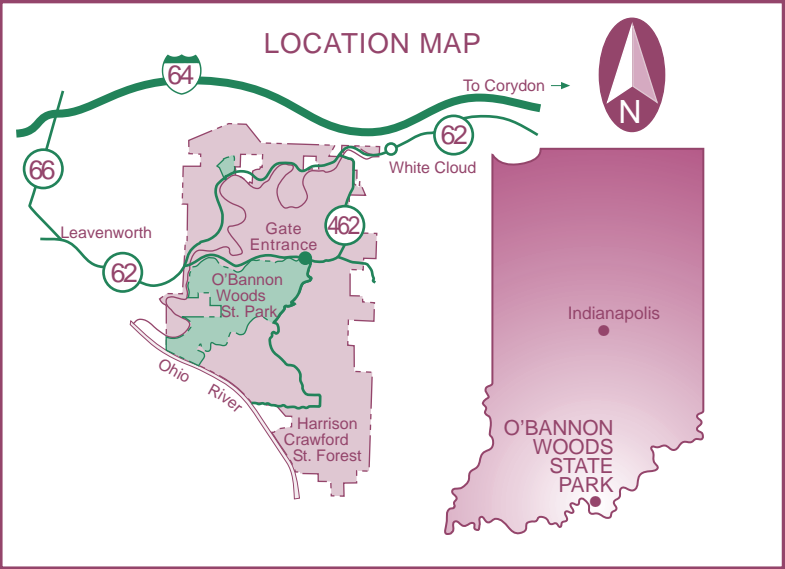 LOCATION MAP
64
To Corydon
N
62
White Cloud
66
Leavenworth
462
Gate
Entrance
62
O'Bannon
Woods
St. Park
Ohio River
Harrison
Crawford
St. Forest
Indianapolis
O'BANNON
WOODS
STATE
PARK